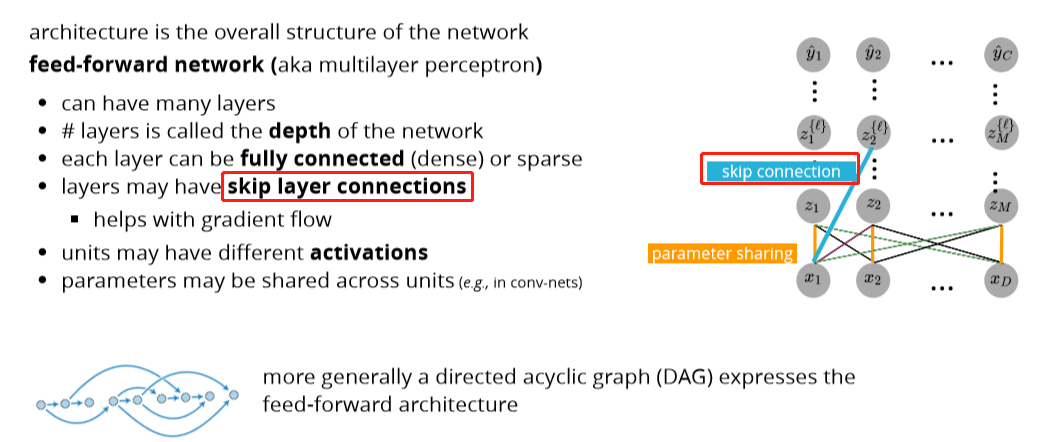 architecture is the overall structure of the network
feed-forward network (aka multilayer perceptron)
• can have many layers
• # layers is called the depth of the network
• each layer can be fully connected (dense) or sparse
• layers may have skip layer connections
▪ helps with gradient flow
• units may have different activations
• parameters may be shared across units (e.g., in conv-nets)
ŷ₁ ŷ₂ ... ŷ_C
z₁^{ℓ} z₂^{ℓ} ... z_M^{ℓ}
skip connection
z₁ z₂ ... z_M
parameter sharing
x₁ x₂ ... x_D
more generally a directed acyclic graph (DAG) expresses the
feed-forward architecture